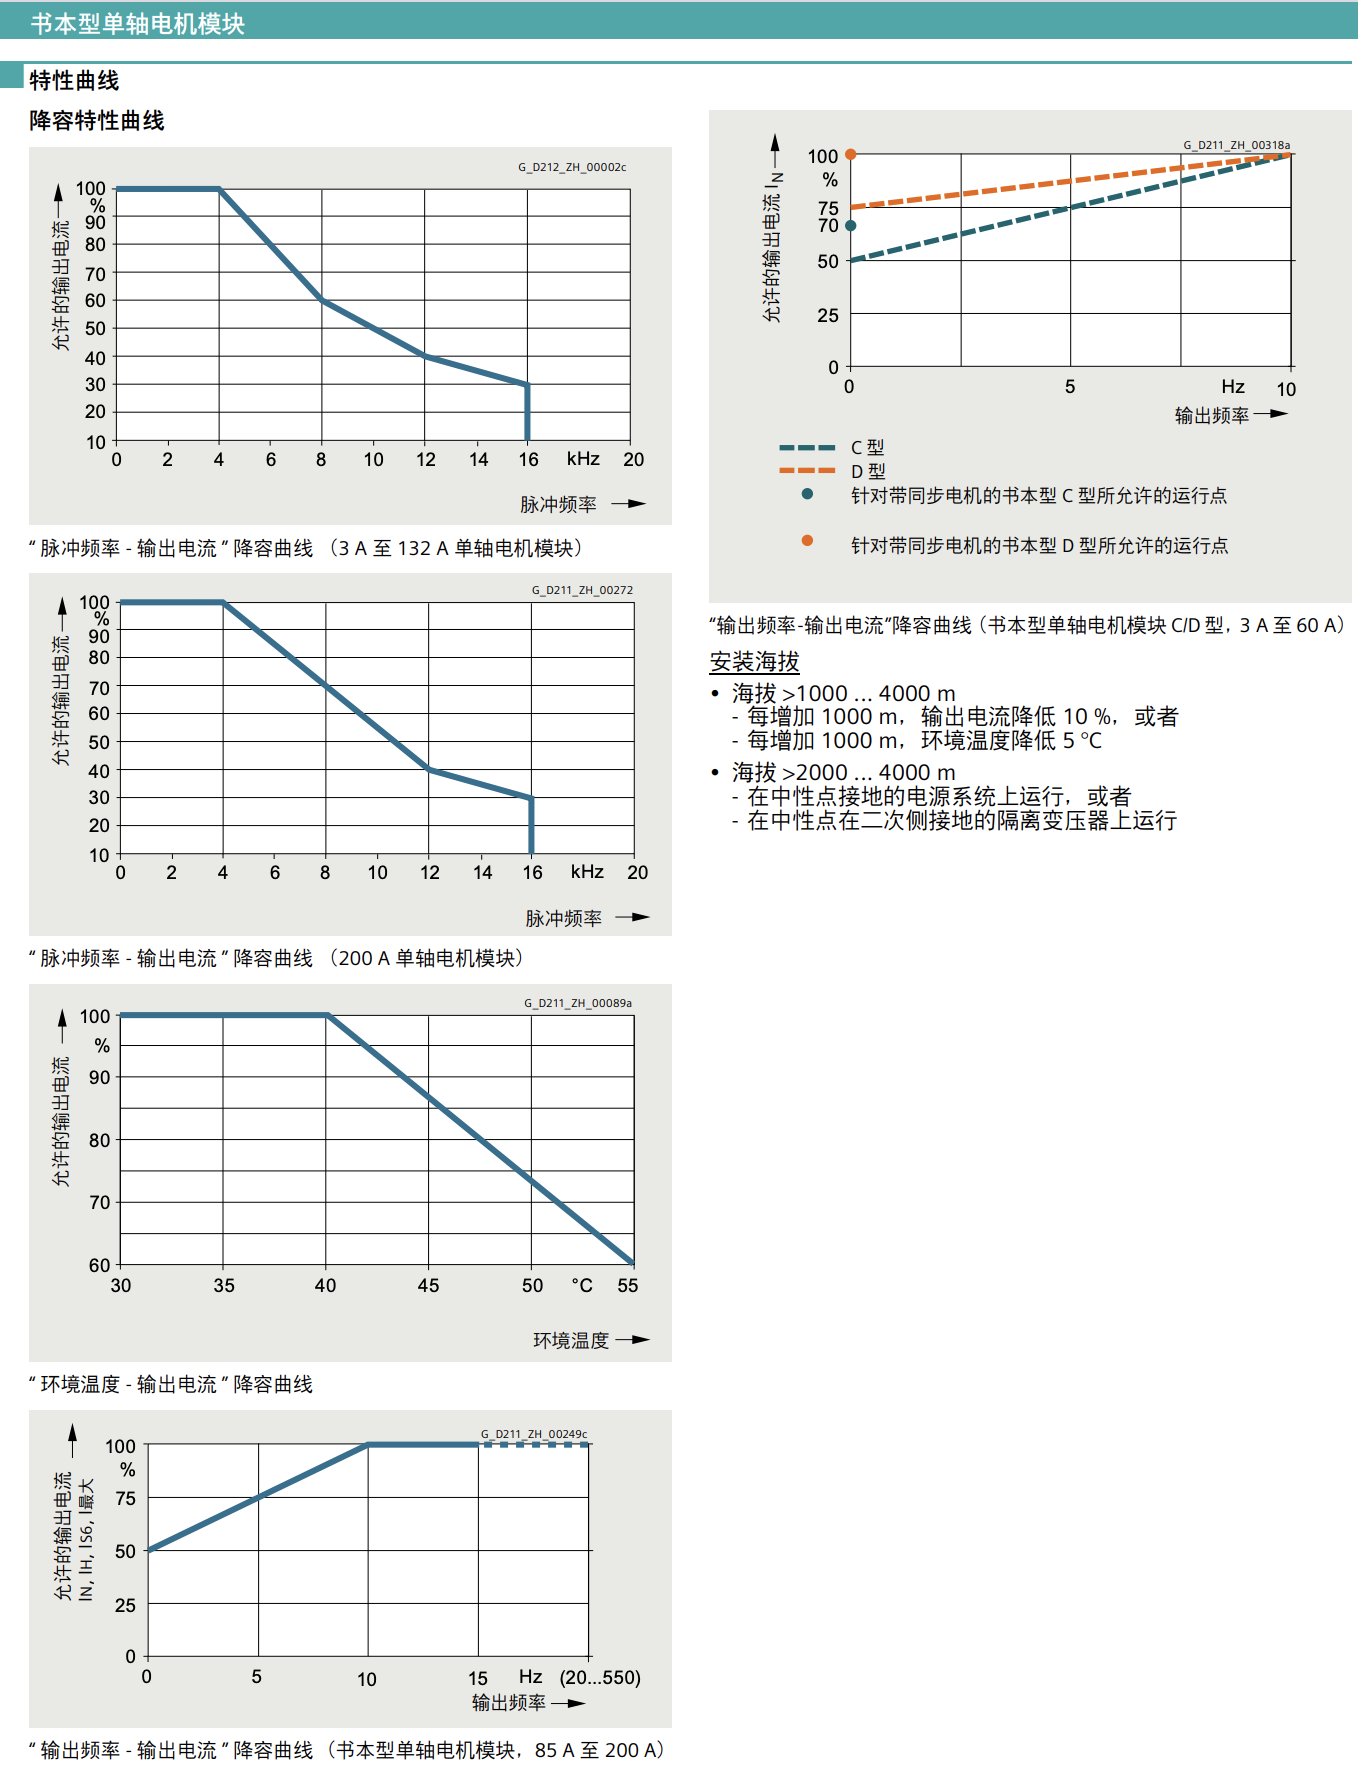 书本型单轴电机模块
特性曲线
降容特性曲线
G_D212_ZH_00002c
允许的输出电流
100
%
90
80
70
60
50
40
30
20
10
0 2 4 6 8 10 12 14 16 kHz 20
脉冲频率
“ 脉冲频率 - 输出电流 ” 降容曲线 （3 A 至 132 A 单轴电机模块）
G_D211_ZH_00272
允许的输出电流
100
%
90
80
70
60
50
40
30
20
10
0 2 4 6 8 10 12 14 16 kHz 20
脉冲频率
“ 脉冲频率 - 输出电流 ” 降容曲线 （200 A 单轴电机模块）
G_D211_ZH_00089a
允许的输出电流
100
%
90
80
70
60
30 35 40 45 50 °C 55
环境温度
“ 环境温度 - 输出电流 ” 降容曲线
G_D211_ZH_00249c
允许的输出电流
IN, IH, IS6, I最大
100
%
75
50
25
0
0 5 10 15 Hz (20...550)
输出频率
“ 输出频率 - 输出电流 ” 降容曲线 （书本型单轴电机模块，85 A 至 200 A）
G_D211_ZH_00318a
允许的输出电流 IN
100
%
75
70
50
25
0
0 5 Hz 10
输出频率
C 型
D 型
针对带同步电机的书本型 C 型所允许的运行点
针对带同步电机的书本型 D 型所允许的运行点
“输出频率-输出电流”降容曲线（书本型单轴电机模块 C/D 型，3 A 至 60 A）
安装海拔
• 海拔 >1000 ... 4000 m
- 每增加 1000 m，输出电流降低 10 %，或者
- 每增加 1000 m，环境温度降低 5 °C
• 海拔 >2000 ... 4000 m
- 在中性点接地的电源系统上运行，或者
- 在中性点在二次侧接地的隔离变压器上运行